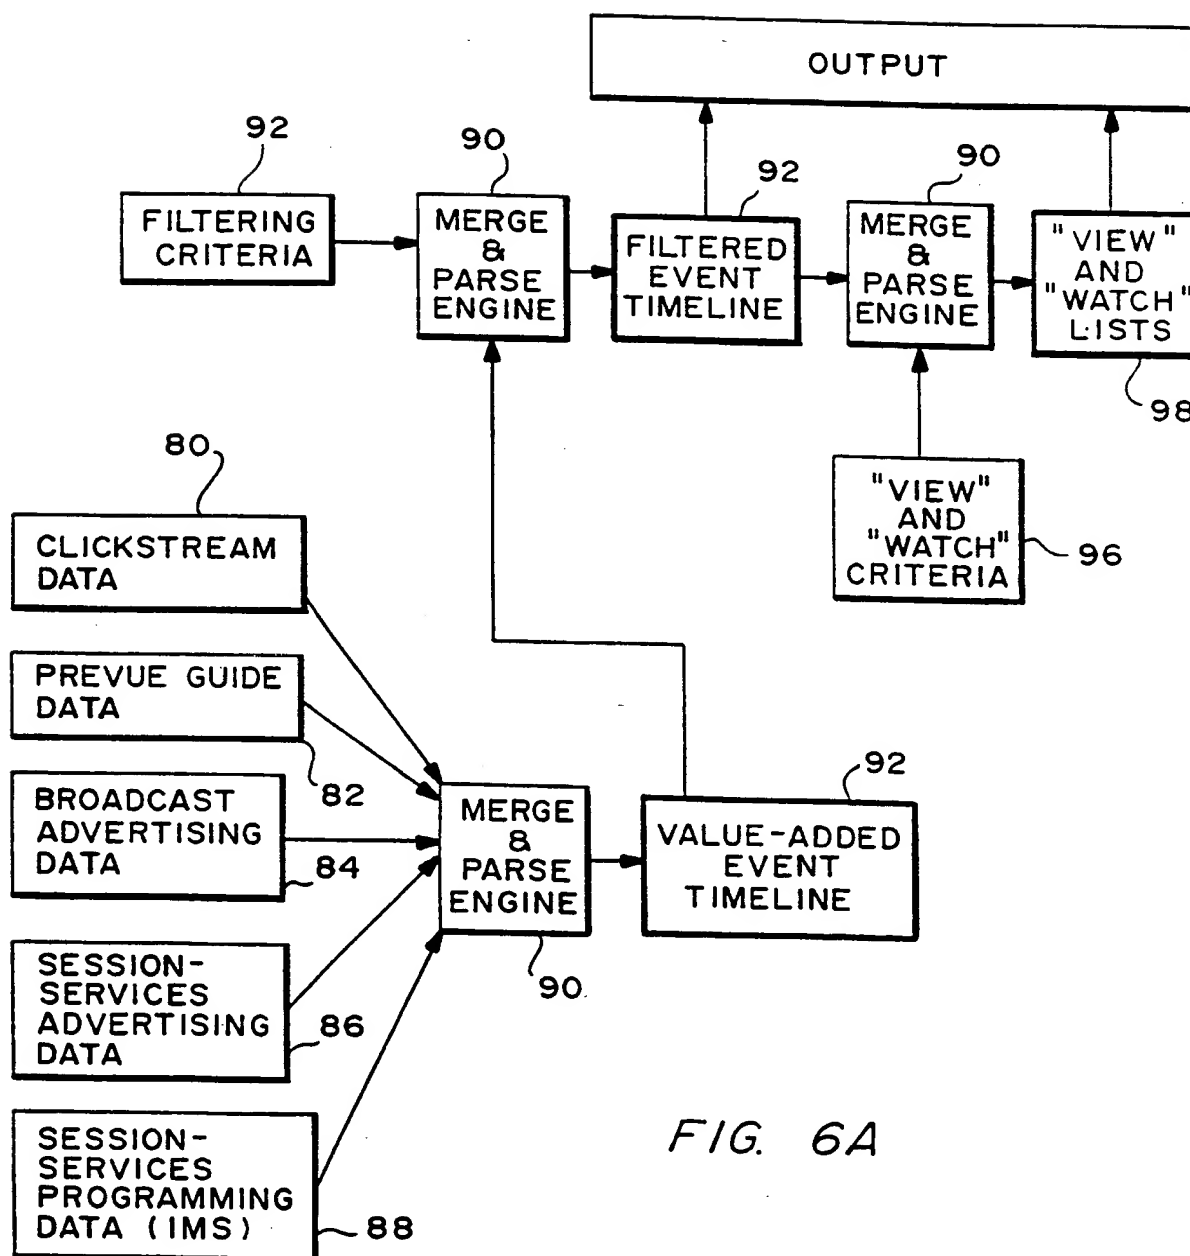 OUTPUT
92
FILTERING
CRITERIA
90
MERGE
&
PARSE
ENGINE
92
FILTERED
EVENT
TIMELINE
90
MERGE
&
PARSE
ENGINE
"VIEW"
AND
"WATCH"
LISTS
98
"VIEW"
AND
"WATCH"
CRITERIA
96
80
CLICKSTREAM
DATA
PREVUE GUIDE
DATA
82
BROADCAST
ADVERTISING
DATA
84
SESSION-
SERVICES
ADVERTISING
DATA
86
SESSION-
SERVICES
PROGRAMMING
DATA (IMS)
88
MERGE
&
PARSE
ENGINE
90
92
VALUE-ADDED
EVENT
TIMELINE
FIG. 6A